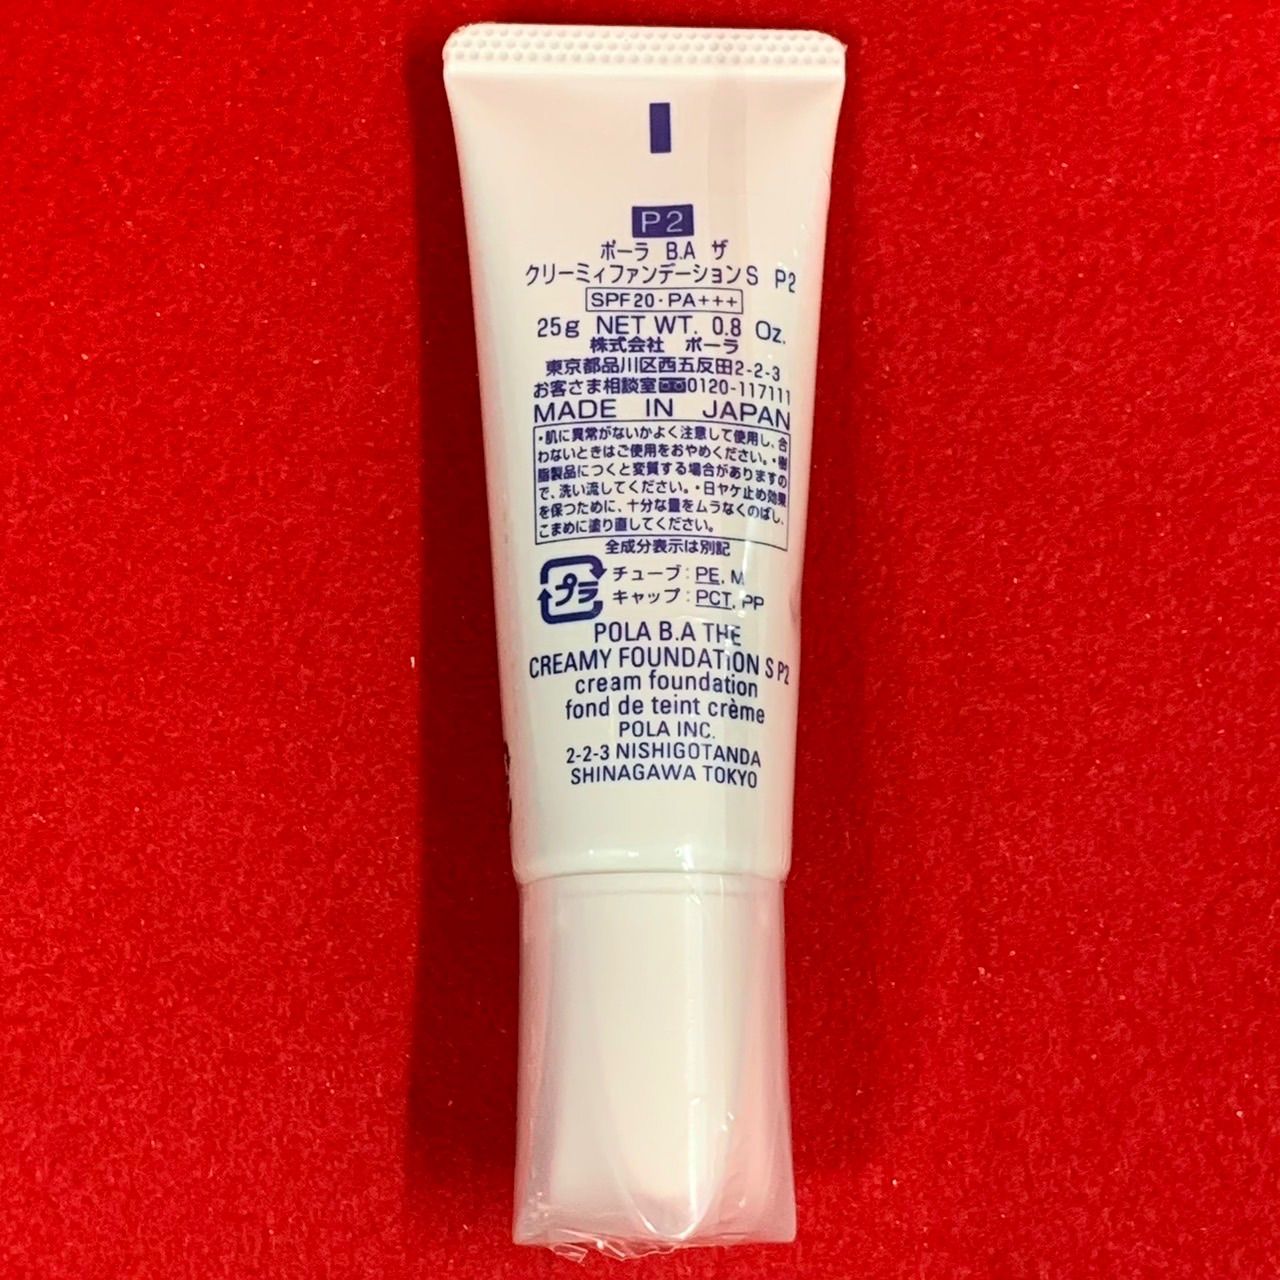 P2
ポーラ B.A ザ
クリーミィファンデーションS P2
SPF20・PA+++
25g NET WT. 0.8 Oz.
株式会社 ポーラ
東京都品川区西五反田2-2-3
お客さま相談室0120-117111
MADE IN JAPAN
・肌に異常がないかよく注意して使用し、合
わないときはご使用をおやめください。・樹
脂製品につくと変質する場合がありますの
で、洗い流してください。・日ヤケ止め効果
を保つために、十分な量をムラなくのばし、
こまめに塗り直してください。
全成分表示は別記
プラ
チューブ:PE, M
キャップ:PCT, PP
POLA B.A THE
CREAMY FOUNDATION S P2
cream foundation
fond de teint crème
POLA INC.
2-2-3 NISHIGOTANDA
SHINAGAWA TOKYO